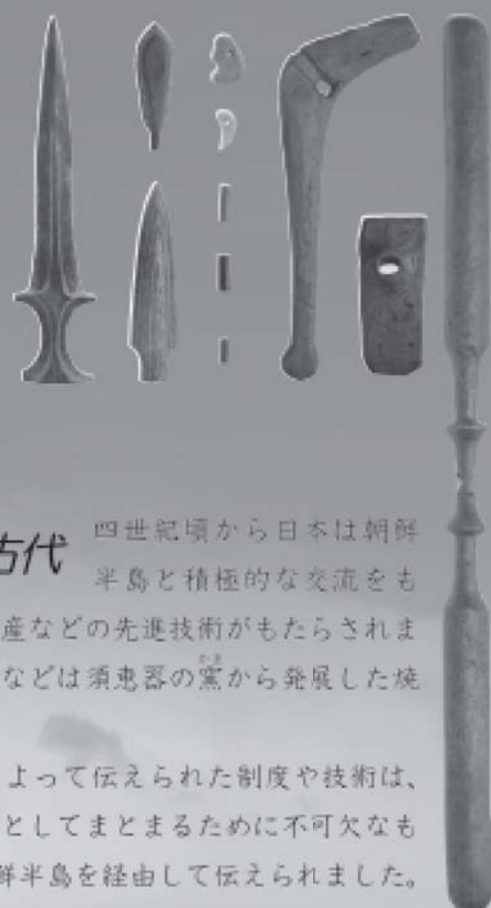 古代
四世紀頃から日本は朝鮮
半島と積極的な交流をも
産などの先進技術がもたらされま
などは須恵器の窯から発展した焼
かま
よって伝えられた制度や技術は、
としてまとまるために不可欠なも
鮮半島を経由して伝えられました。